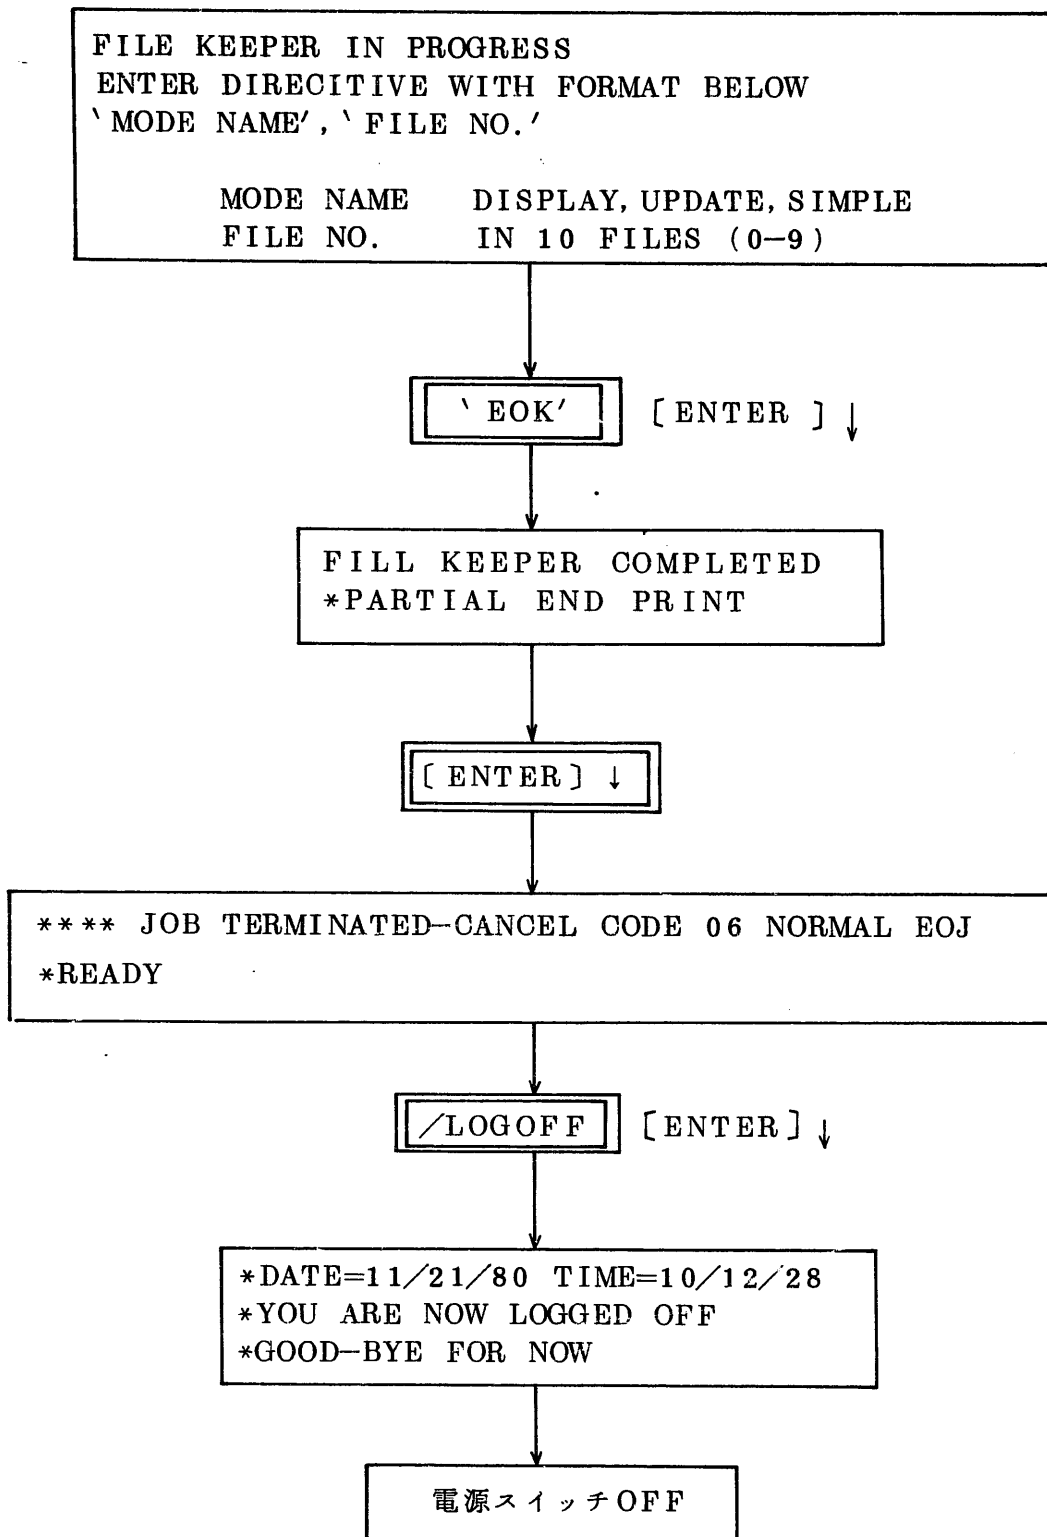 FILE KEEPER IN PROGRESS
ENTER DIRECITIVE WITH FORMAT BELOW
`MODE NAME', `FILE NO.'
MODE NAME DISPLAY, UPDATE, SIMPLE
FILE NO. IN 10 FILES (0-9)
`EOK' [ENTER] ↓
FILL KEEPER COMPLETED
*PARTIAL END PRINT
[ENTER] ↓
**** JOB TERMINATED-CANCEL CODE 06 NORMAL EOJ
*READY
/LOGOFF [ENTER] ↓
*DATE=11/21/80 TIME=10/12/28
*YOU ARE NOW LOGGED OFF
*GOOD-BYE FOR NOW
電源スイッチOFF